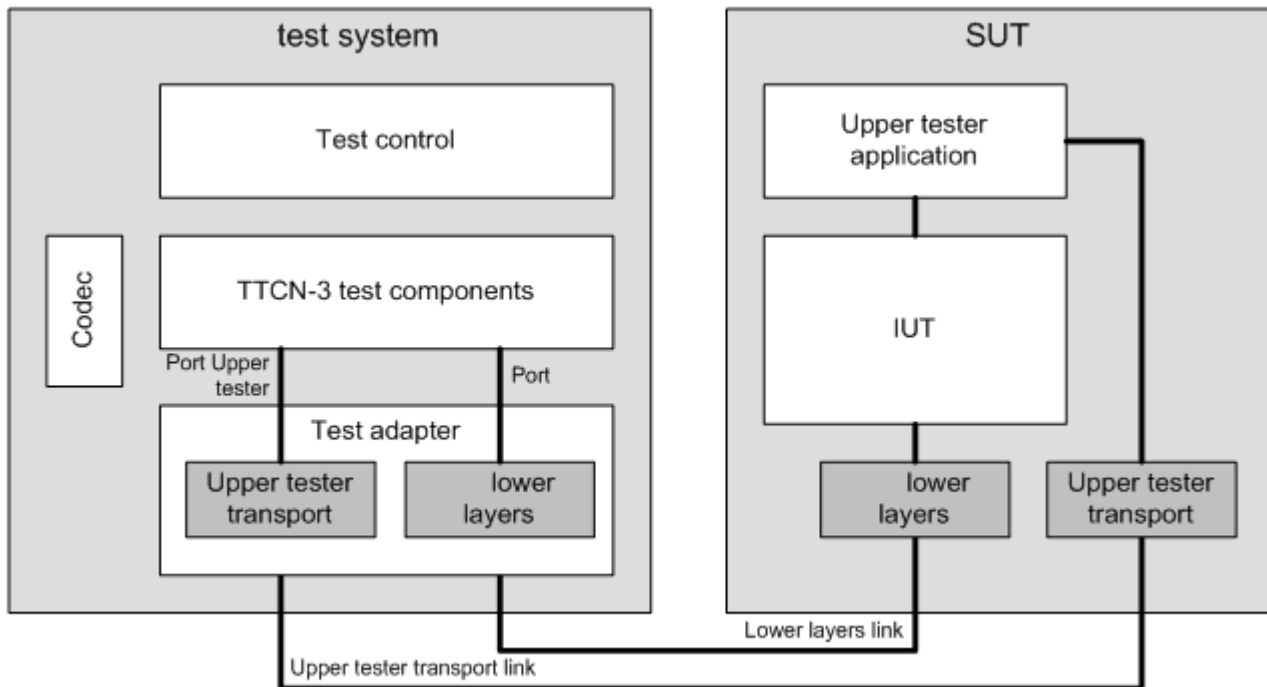 test system
Test control
Codec
TTCN-3 test components
Port Upper
tester
Port
Test adapter
Upper tester
transport
lower
layers
SUT
Upper tester
application
IUT
lower
layers
Upper tester
transport
Lower layers link
Upper tester transport link